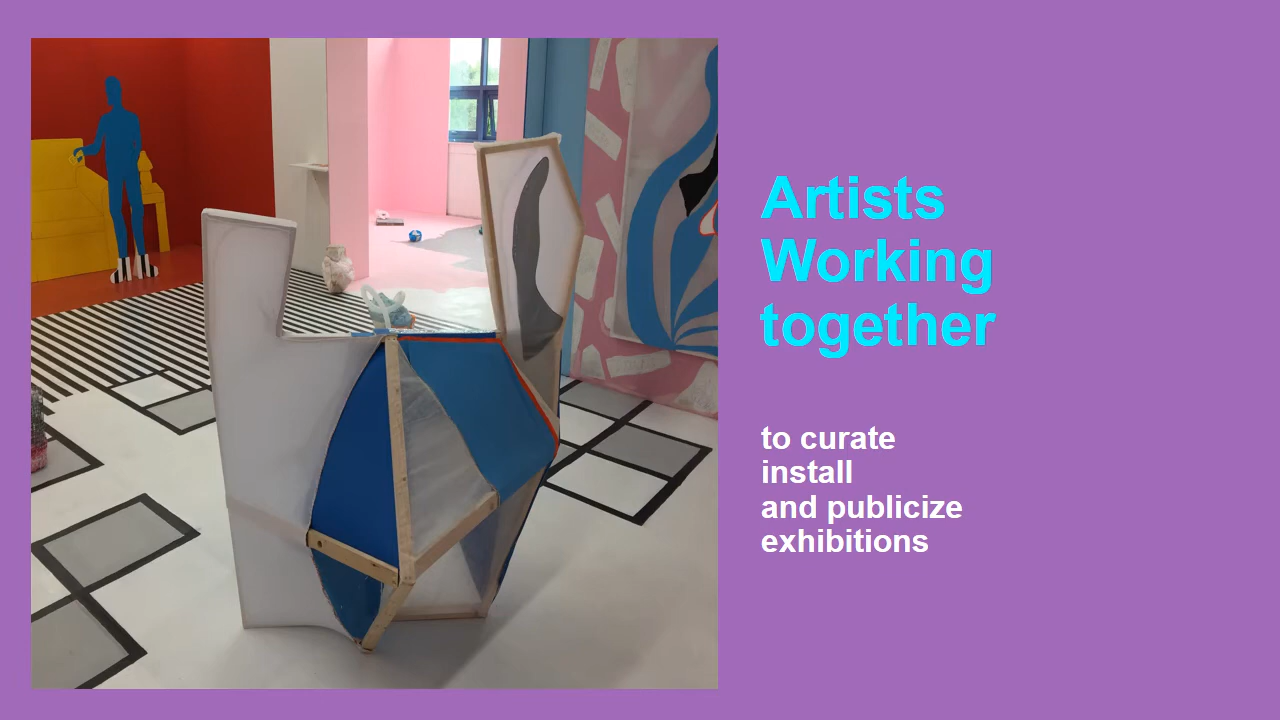 Artists
Working
together
to curate
install
and publicize
exhibitions